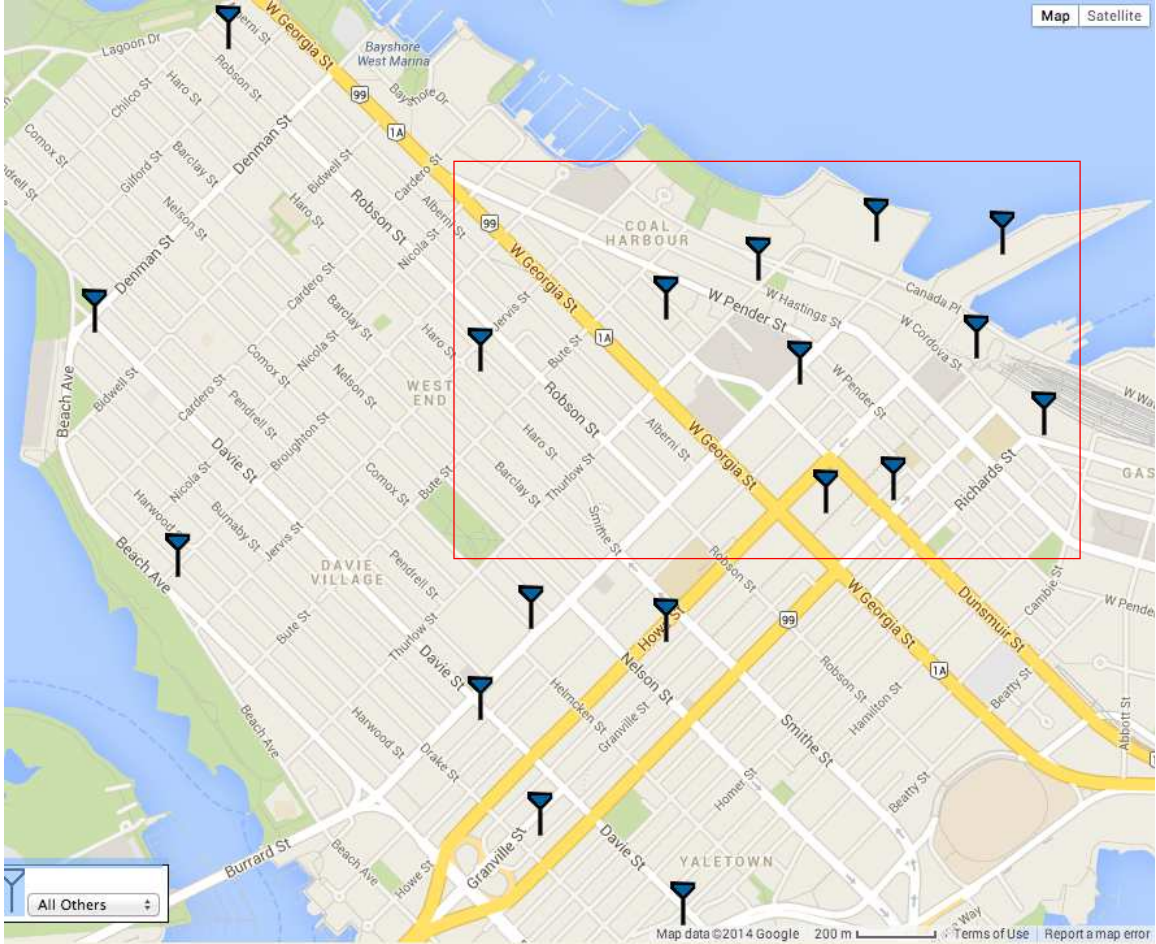 Map
Satellite
W Georgia St
Alberni St
Lagoon Dr
Robson St
Bayshore
West Marina
Haro St
Chilco St
99
Bayshore Dr
1A
Comox St
Denman St
Barclay St
Gilford St
Bidwell St
Cardero St
Nelson St
Haro St
Robson St
Alberni St
Nicola St
99
COAL
HARBOUR
Denman St
W Georgia St
Cardero St
Canada Pl
W Pender St
W Hastings St
Barclay St
Jervis St
W Cordova St
1A
Bute St
Haro St
Nicola St
Comox St
WEST
END
Nelson St
W Pender St
Beach Ave
Bidwell St
Cardero St
Pendrell St
Robson St
Alberni St
W Georgia St
Broughton St
Davie St
Haro St
Richards St
Thurlow St
Barclay St
Nicola St
Comox St
Bute St
GAS
Harwood
Burnaby St
Jervis St
Smithe St
Beach Ave
DAVIE
VILLAGE
Pendrell St
Robson St
Cambie St
W Georgia St
Dunsmuir St
W Pende
Bute St
Thurlow St
Howe St
99
Davie St
Nelson St
Robson St
1A
Beatty St
Helmcken St
Hamilton St
Abbott St
Beach Ave
Harwood St
Granville St
Smithe St
Drake St
Homer St
Beatty St
Burrard St
Beach Ave
Granville St
Davie St
YALETOWN
Howe St
All Others
Way
Map data ©2014 Google
200 m
Terms of Use
Report a map error